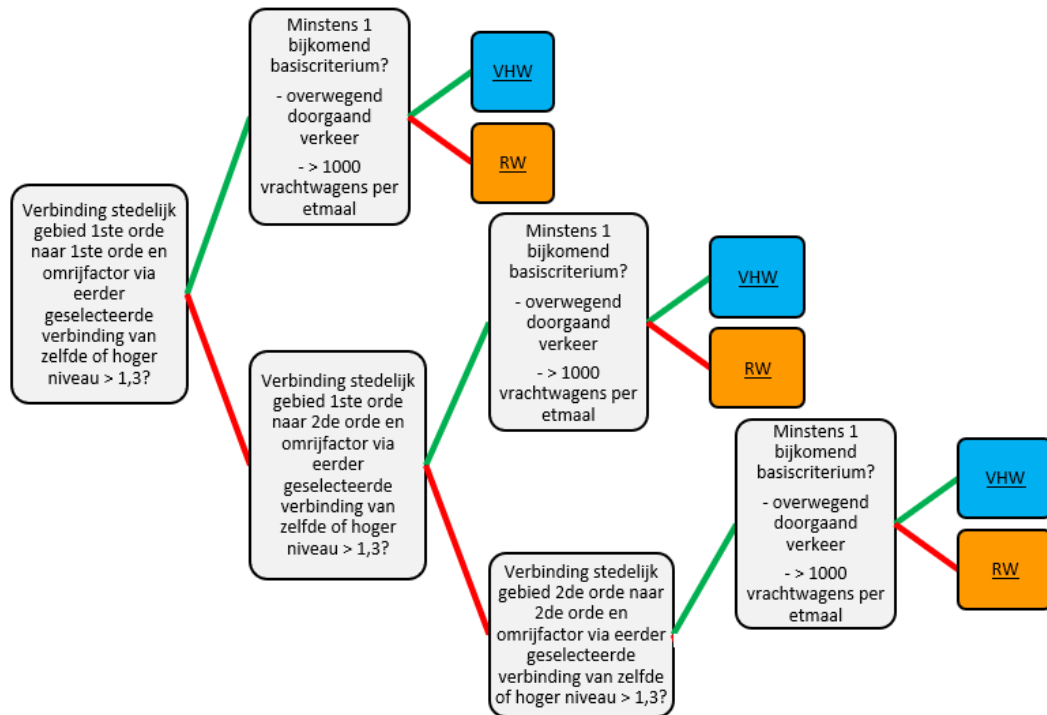 Minstens 1
bijkomend
basiscriterium?
- overwegend
doorgaand
verkeer
- > 1000
vrachtwagens per
etmaal
VHW
RW
Verbinding stedelijk
gebied 1ste orde
naar 1ste orde en
omrijfactor via
eerder
geselecteerde
verbinding van
zelfde of hoger
niveau > 1,3?
Minstens 1
bijkomend
basiscriterium?
- overwegend
doorgaand
verkeer
- > 1000
vrachtwagens per
etmaal
VHW
RW
Verbinding stedelijk
gebied 1ste orde
naar 2de orde en
omrijfactor via
eerder
geselecteerde
verbinding van
zelfde of hoger
niveau > 1,3?
Minstens 1
bijkomend
basiscriterium?
- overwegend
doorgaand
verkeer
- > 1000
vrachtwagens per
etmaal
VHW
RW
Verbinding stedelijk
gebied 2de orde naar
2de orde en
omrijfactor via eerder
geselecteerde
verbinding van zelfde
of hoger niveau > 1,3?